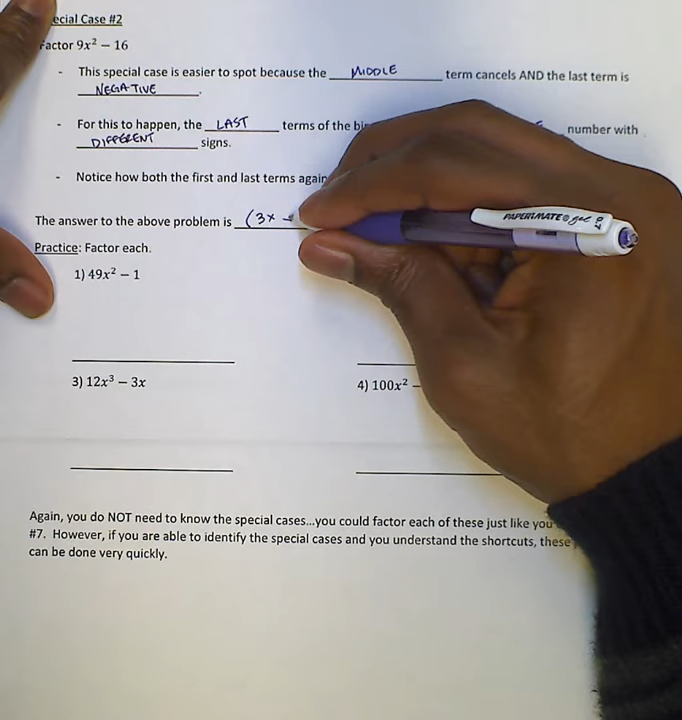 ecial Case #2
Factor 9x² – 16
- This special case is easier to spot because the MIDDLE term cancels AND the last term is
NEGATIVE.
- For this to happen, the LAST terms of the number with
DIFFERENT signs.
- Notice how both the first and last terms again
The answer to the above problem is (3x
PAPERMATE gel 0.7
Practice: Factor each.
1) 49x² – 1
3) 12x³ – 3x
4) 100x² –
Again, you do NOT need to know the special cases...you could factor each of these just like you
#7. However, if you are able to identify the special cases and you understand the shortcuts, these
can be done very quickly.